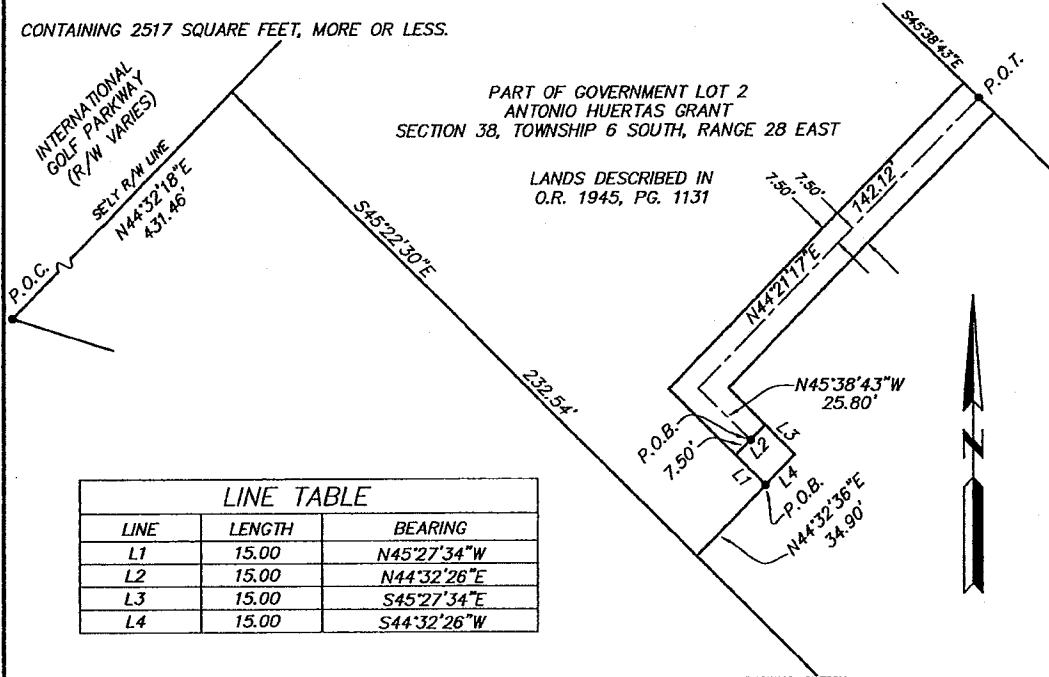 CONTAINING 2517 SQUARE FEET, MORE OR LESS.
INTERNATIONAL
GOLF PARKWAY
(R/W VARIES)
SE'LY R/W LINE
N44°32'18"E
431.46'
P.O.C.
PART OF GOVERNMENT LOT 2
ANTONIO HUERTAS GRANT
SECTION 38, TOWNSHIP 6 SOUTH, RANGE 28 EAST
LANDS DESCRIBED IN
O.R. 1945, PG. 1131
S45°38'43"E
P.O.T.
7.50'
7.50'
142.12'
N44°21'17"E
S45°22'30"E
232.54'
N45°38'43"W
25.80'
P.O.B.
7.50'
L2
L3
L1
L4
P.O.B.
N44°32'36"E
34.90'
N
LINE TABLE
LINE LENGTH BEARING
L1 15.00 N45°27'34"W
L2 15.00 N44°32'26"E
L3 15.00 S45°27'34"E
L4 15.00 S44°32'26"W